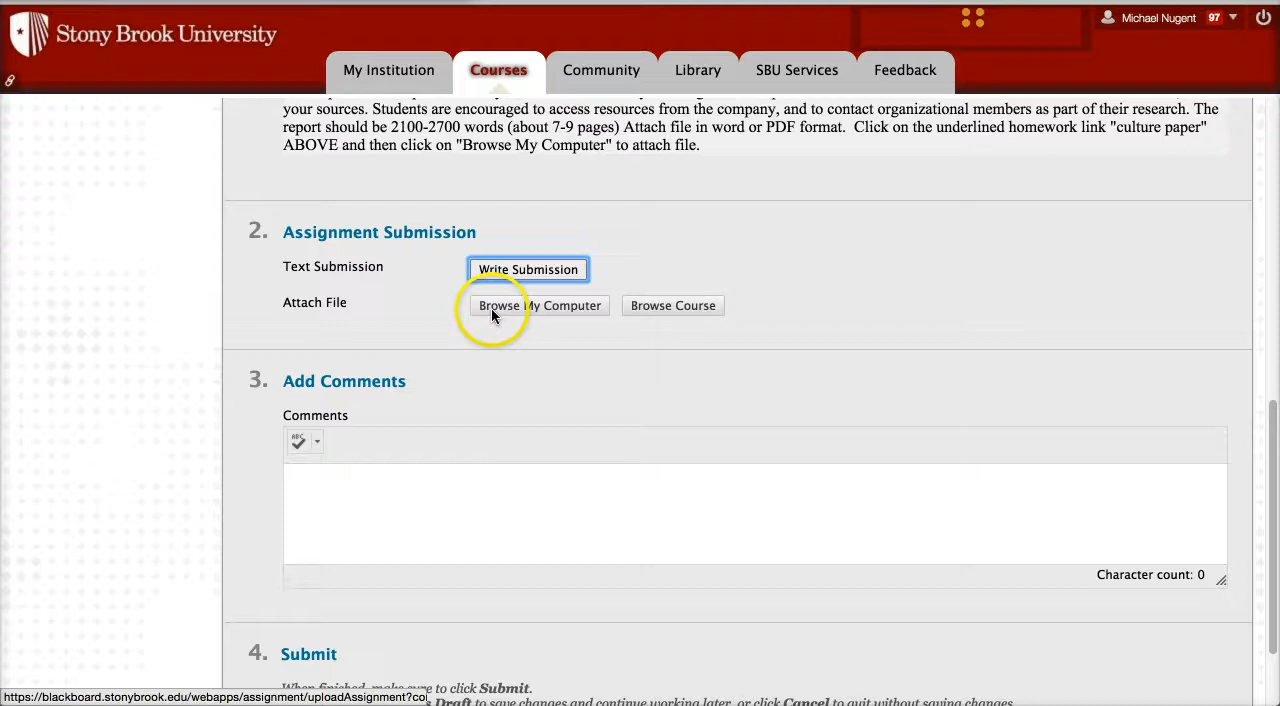 Stony Brook University
Michael Nugent 97
My Institution Courses Community Library SBU Services Feedback
your sources. Students are encouraged to access resources from the company, and to contact organizational members as part of their research. The
report should be 2100-2700 words (about 7-9 pages) Attach file in word or PDF format. Click on the underlined homework link "culture paper"
ABOVE and then click on "Browse My Computer" to attach file.
2. Assignment Submission
Text Submission Write Submission
Attach File Browse My Computer Browse Course
3. Add Comments
Comments
ABC
Character count: 0
4. Submit
When finished, make sure to click Submit.
Draft to save changes and continue working later, or click Cancel to quit without saving changes.
https://blackboard.stonybrook.edu/webapps/assignment/uploadAssignment?co